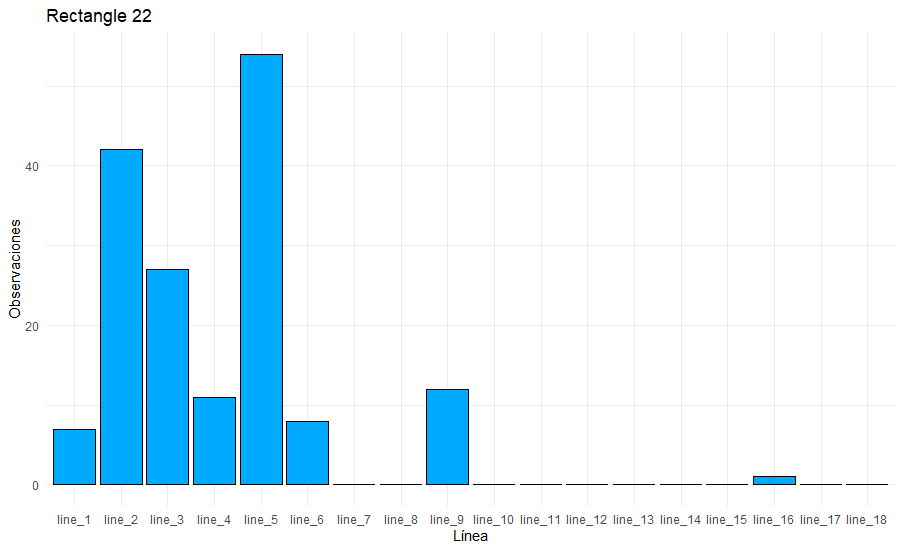 Rectangle 22
Observaciones
40
20
0
line_1 line_2 line_3 line_4 line_5 line_6 line_7 line_8 line_9 line_10 line_11 line_12 line_13 line_14 line_15 line_16 line_17 line_18
Línea